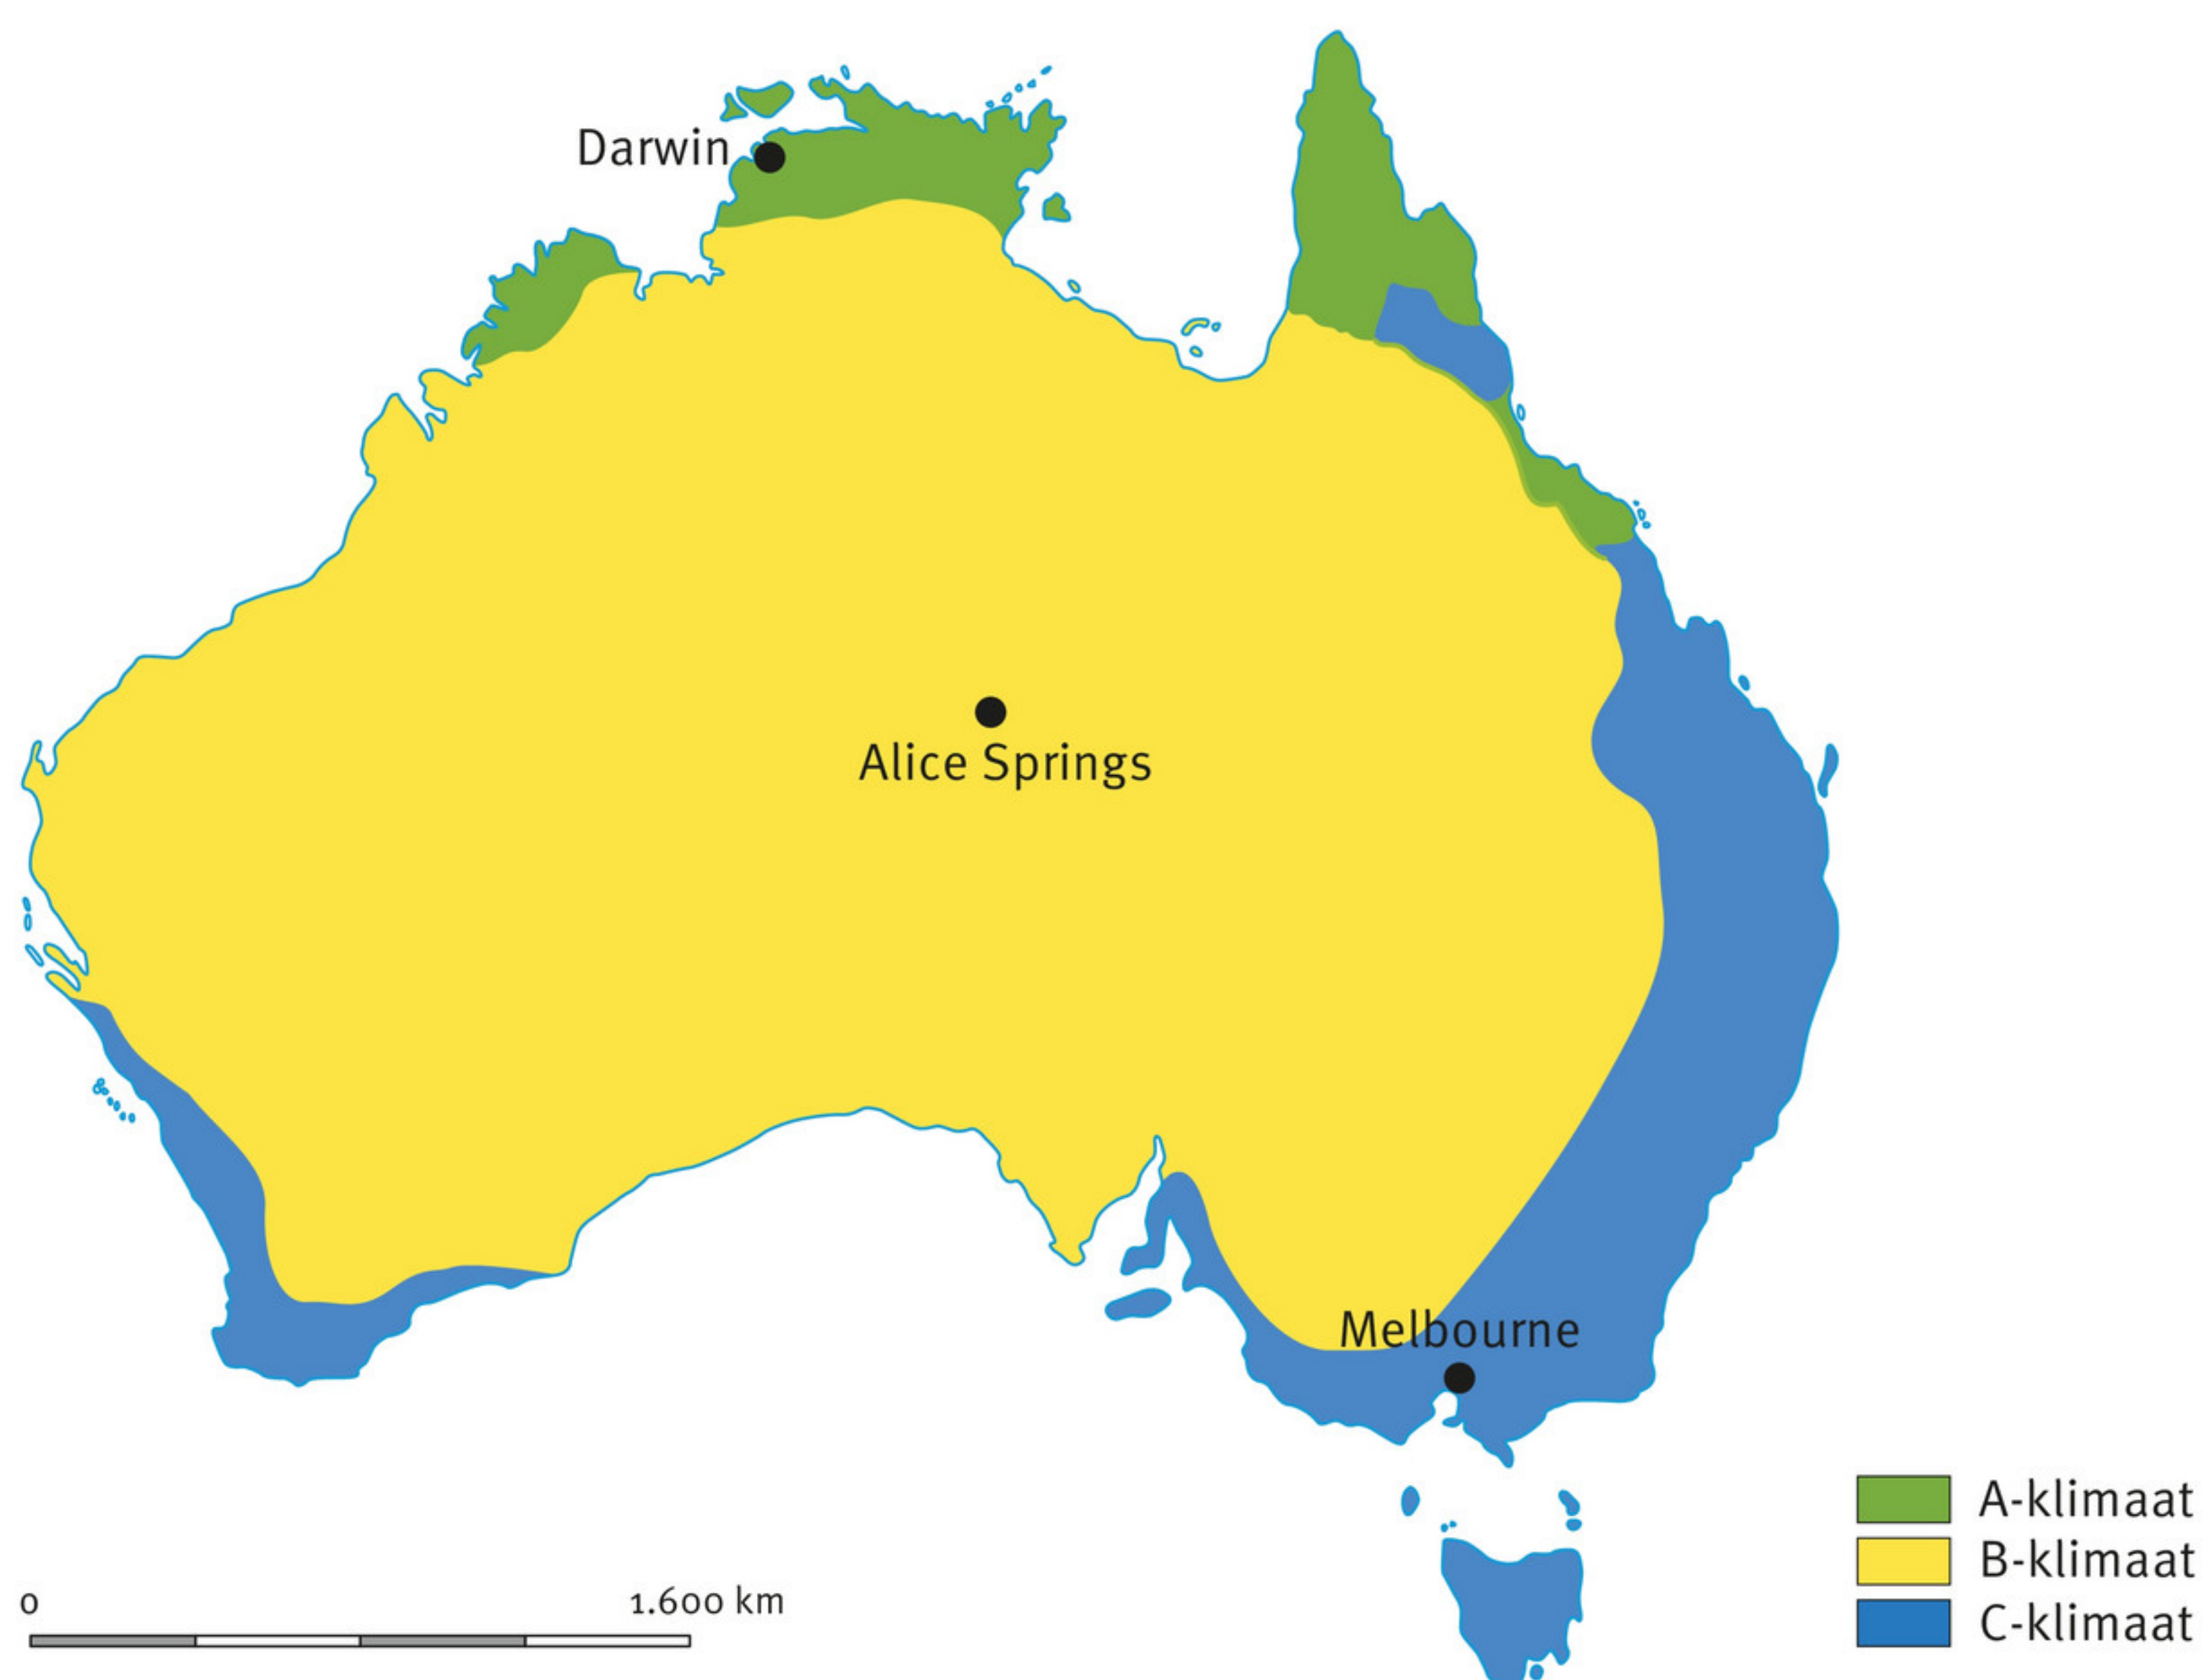 Darwin
Alice Springs
Melbourne
A-klimaat
B-klimaat
C-klimaat
0
1.600 km